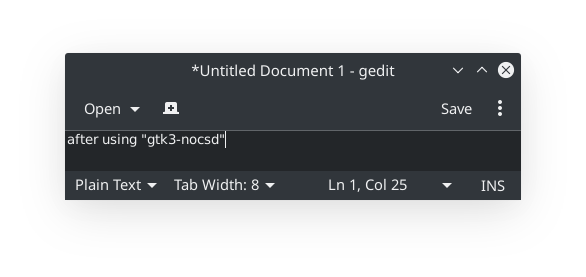 *Untitled Document 1 - gedit
Open Save
after using "gtk3-nocsd"
Plain Text Tab Width: 8 Ln 1, Col 25 INS